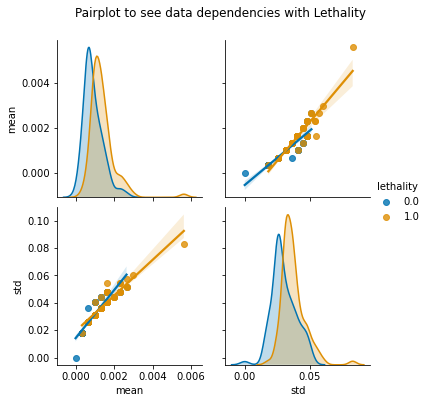 Pairplot to see data dependencies with Lethality
0.004
0.002
0.000
mean
lethality
0.0
1.0
0.10
0.08
0.06
0.04
0.02
0.00
std
0.000 0.002 0.004 0.006
mean
0.00 0.05
std